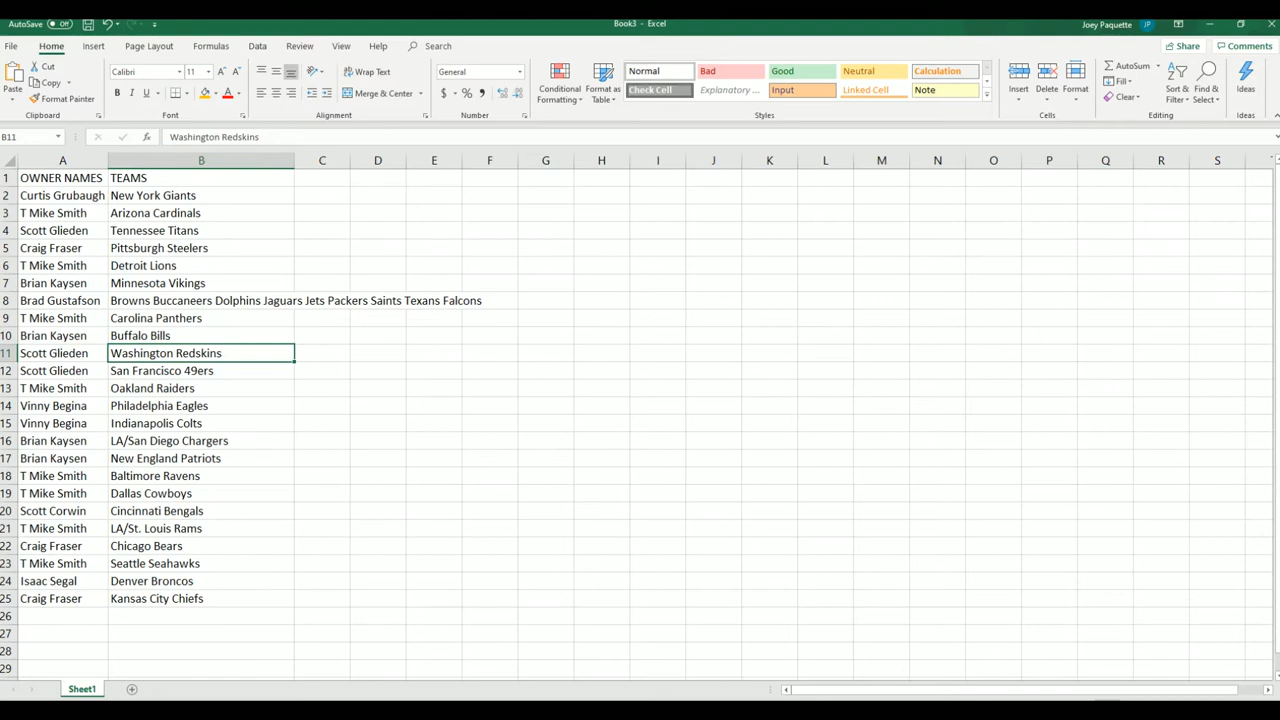 AutoSave Off Book3 - Excel Joey Paquette JP
File Home Insert Page Layout Formulas Data Review View Help Search Share Comments
Paste Cut Copy Format Painter Clipboard
Calibri 11 B I U A Font
Wrap Text Merge & Center Alignment
General $ % , Number
Conditional Formatting Format as Table
Normal Bad Good Neutral Calculation
Check Cell Explanatory ... Input Linked Cell Note
Styles
Insert Delete Format Cells
AutoSum Fill Clear Sort & Filter Find & Select Editing
Ideas Ideas
B11 fx Washington Redskins
A B C D E F G H I J K L M N O P Q R S
1 OWNER NAMES TEAMS
2 Curtis Grubaugh New York Giants
3 T Mike Smith Arizona Cardinals
4 Scott Glieden Tennessee Titans
5 Craig Fraser Pittsburgh Steelers
6 T Mike Smith Detroit Lions
7 Brian Kaysen Minnesota Vikings
8 Brad Gustafson Browns Buccaneers Dolphins Jaguars Jets Packers Saints Texans Falcons
9 T Mike Smith Carolina Panthers
10 Brian Kaysen Buffalo Bills
11 Scott Glieden Washington Redskins
12 Scott Glieden San Francisco 49ers
13 T Mike Smith Oakland Raiders
14 Vinny Begina Philadelphia Eagles
15 Vinny Begina Indianapolis Colts
16 Brian Kaysen LA/San Diego Chargers
17 Brian Kaysen New England Patriots
18 T Mike Smith Baltimore Ravens
19 T Mike Smith Dallas Cowboys
20 Scott Corwin Cincinnati Bengals
21 T Mike Smith LA/St. Louis Rams
22 Craig Fraser Chicago Bears
23 T Mike Smith Seattle Seahawks
24 Isaac Segal Denver Broncos
25 Craig Fraser Kansas City Chiefs
26
27
28
29
Sheet1